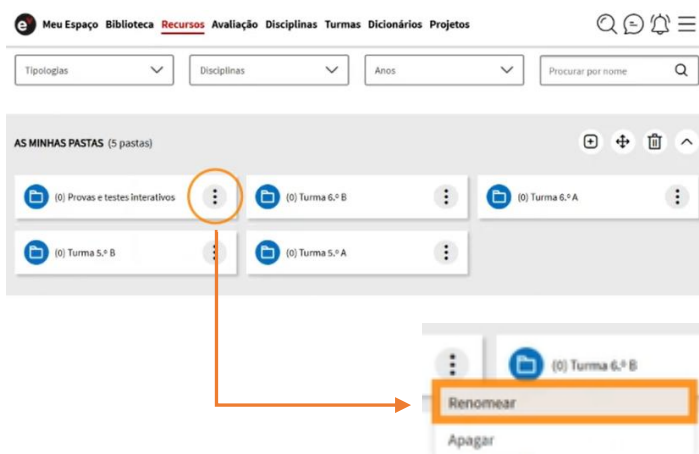 e
Meu Espaço Biblioteca Recursos Avaliação Disciplinas Turmas Dicionários Projetos
Tipologias Disciplinas Anos Procurar por nome
AS MINHAS PASTAS (5 pastas)
(0) Provas e testes interativos (0) Turma 6.º B (0) Turma 6.º A
(0) Turma 5.º B (0) Turma 5.º A
(0) Turma 6.º B
Renomear
Apagar